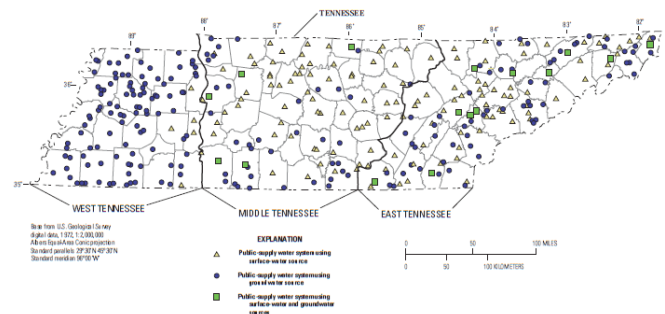 TENNESSEE
89°
88°
87°
86°
85°
84°
83°
82°
36°
35°
WEST TENNESSEE
MIDDLE TENNESSEE
EAST TENNESSEE
Base from U.S. Geological Survey
digital data, 1:2,000,000
Albers Equal-Area Conic projection
Standard parallels 29°30'N 45°30'N
Standard meridian 96°00'W
EXPLANATION
Public-supply water system using
surface-water source
Public-supply water system using
groundwater source
Public-supply water system using
surface-water and groundwater
sources
0 50 100 MILES
0 50 100 KILOMETERS